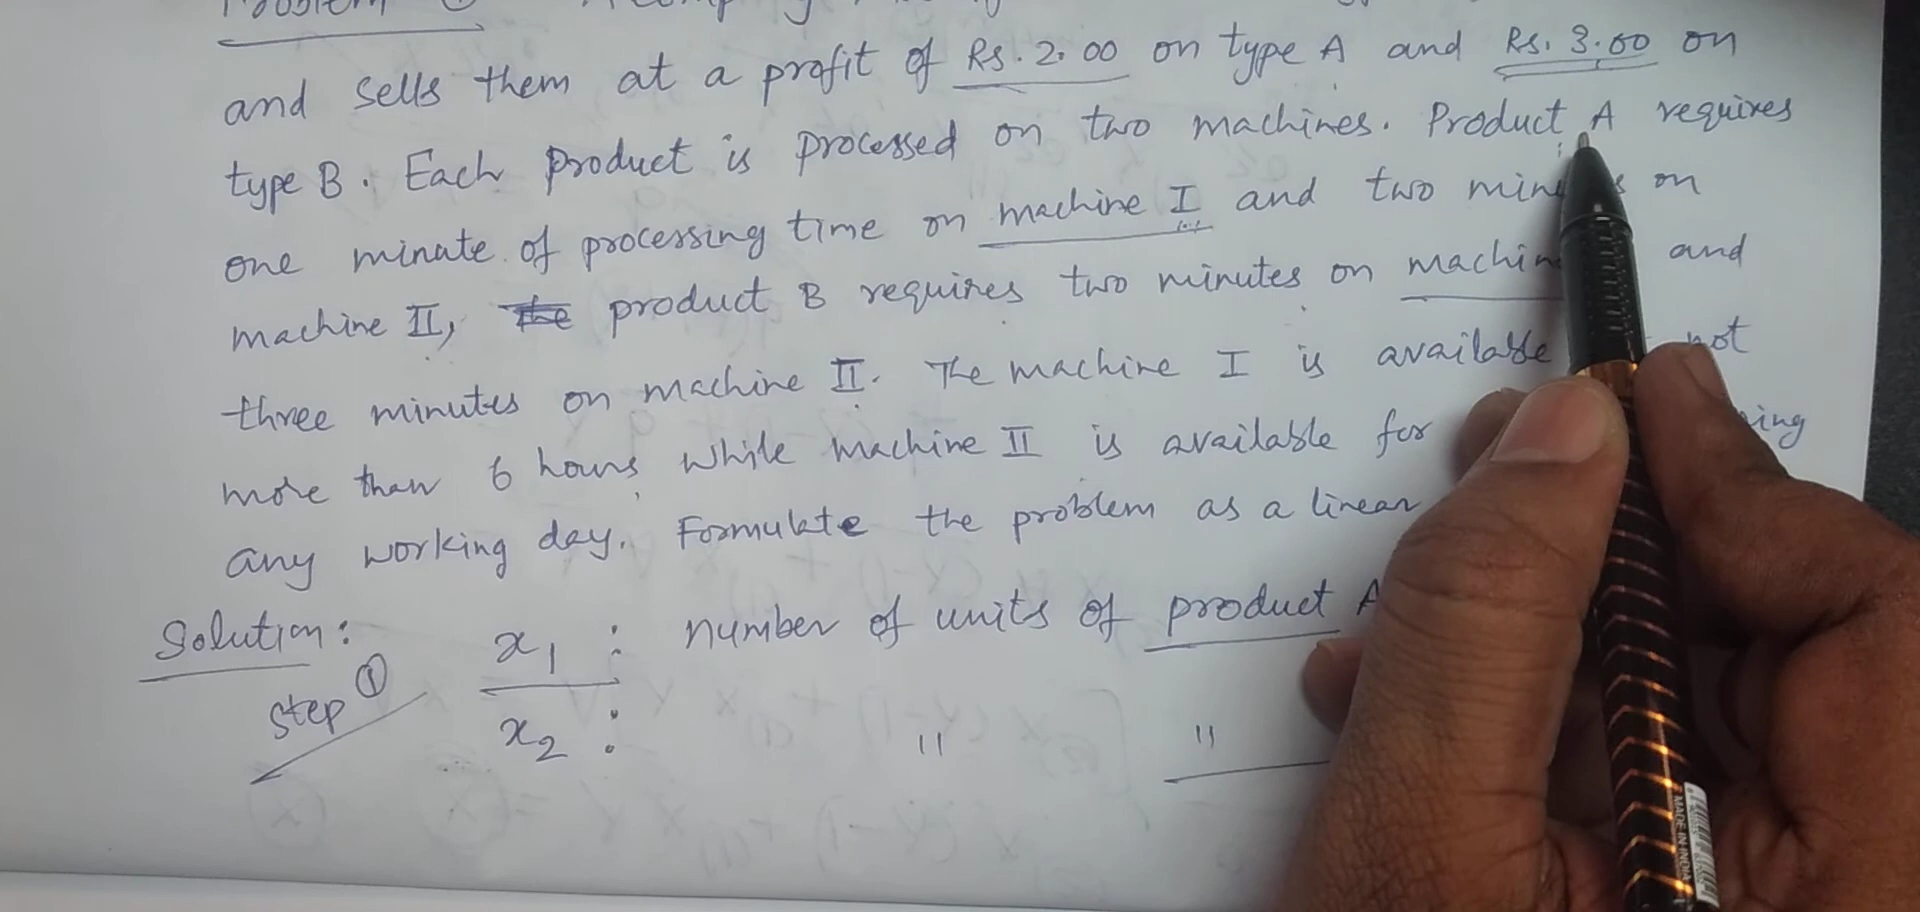 and sells them at a profit of Rs. 2.00 on type A and Rs. 3.00 on
type B. Each product is processed on two machines. Product A requires
one minute of processing time on machine I and two on
machine II, the product B requires two minutes on and
three minutes on machine II. The machine I is available not
more than 6 hours while machine II is available for
any working day. Formulate the problem as a linear
Solution: x1 : number of units of product A
Step ①
x2 : " "
MADE IN INDIA